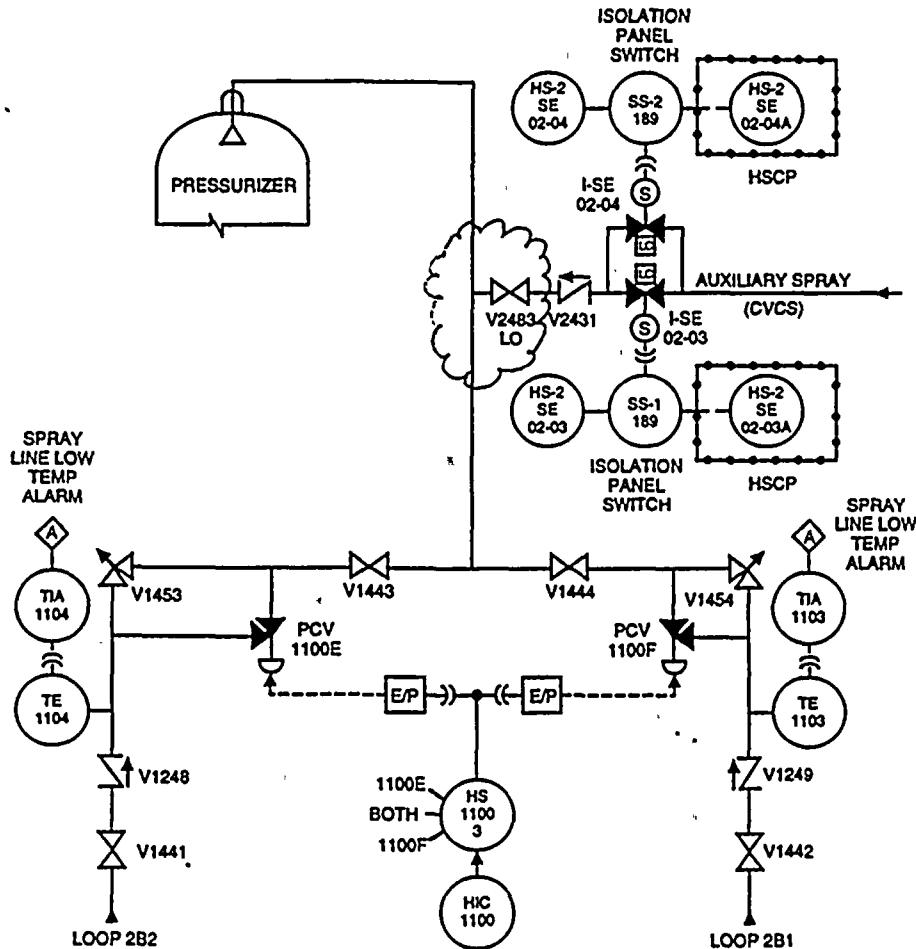 ISOLATION
PANEL
SWITCH
HS-2
SE
02-04
SS-2
189
HS-2
SE
02-04A
HSCP
PRESSURIZER
I-SE
02-04
S
AUXILIARY SPRAY
(CVCS)
V2483
LO
V2431
S
I-SE
02-03
HS-2
SE
02-03
SS-1
189
HS-2
SE
02-03A
ISOLATION
PANEL
SWITCH
HSCP
SPRAY
LINE LOW
TEMP
ALARM
A
TIA
1104
TE
1104
V1453
V1443
V1444
V1454
SPRAY
LINE LOW
TEMP
ALARM
A
TIA
1103
TE
1103
PCV
1100E
PCV
1100F
E/P
E/P
V1248
V1249
1100E
BOTH
1100F
HS
1100
3
V1441
V1442
HIC
1100
LOOP 2B2
LOOP 2B1